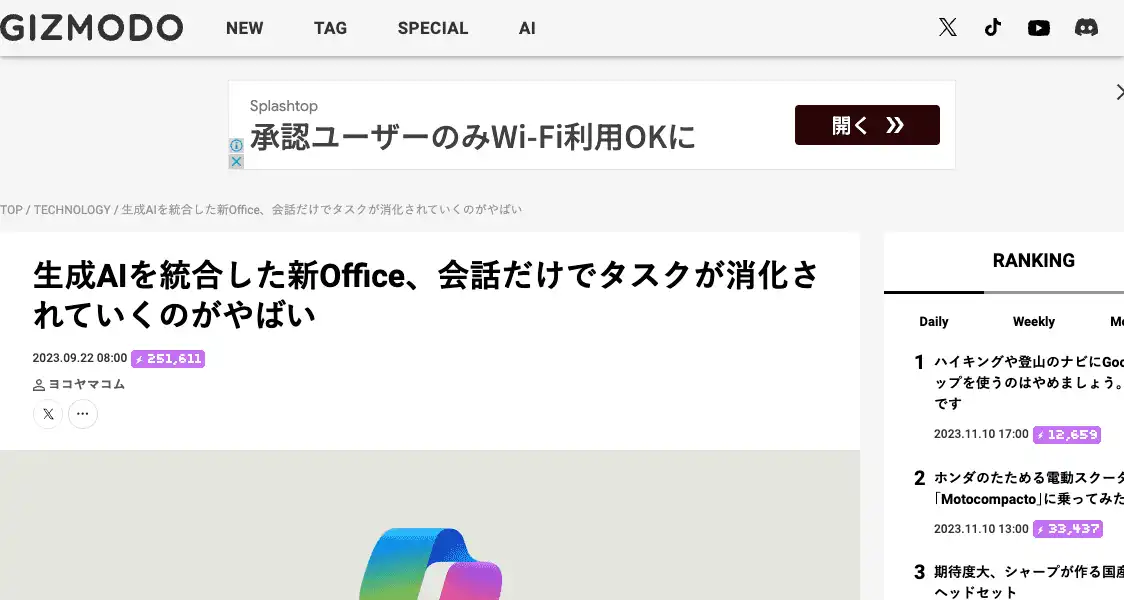 GIZMODO
NEW TAG SPECIAL AI
Splashtop
承認ユーザーのみWi-Fi利用OKに
開く
TOP / TECHNOLOGY / 生成AIを統合した新Office、会話だけでタスクが消化されていくのがやばい
生成AIを統合した新Office、会話だけでタスクが消化さ
れていくのがやばい
2023.09.22 08:00 251,611
ヨコヤマコム
RANKING
Daily Weekly
1 ハイキングや登山のナビにGoo
ップを使うのはやめましょう。
です
2023.11.10 17:00 12,659
2 ホンダのたためる電動スクータ
「Motocompacto」に乗ってみた
2023.11.10 13:00 33,437
3 期待度大、シャープが作る国産
ヘッドセット